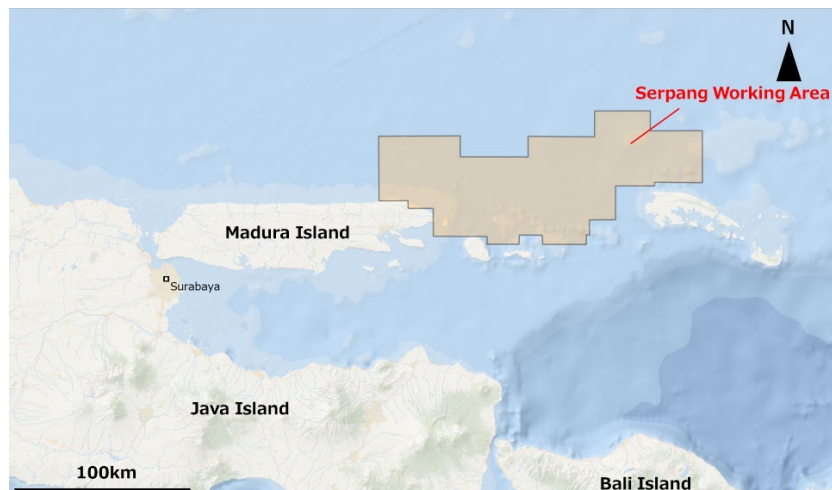 N
Serpang Working Area
Madura Island
Surabaya
Java Island
100km
Bali Island